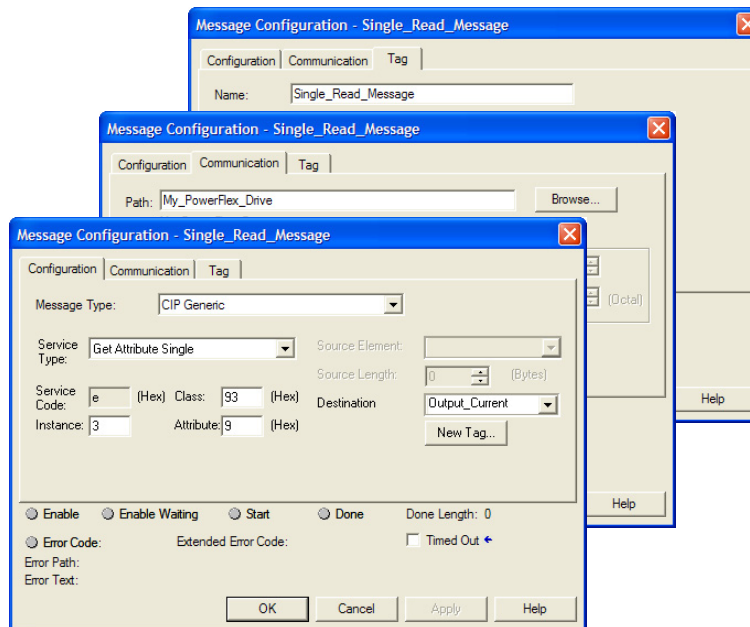 Message Configuration - Single_Read_Message
Configuration Communication Tag
Name: Single_Read_Message
Help
Message Configuration - Single_Read_Message
Configuration Communication Tag
Path: My_PowerFlex_Drive Browse...
(Octal)
Help
Message Configuration - Single_Read_Message
Configuration Communication Tag
Message Type: CIP Generic
Service Type: Get Attribute Single Source Element:
Source Length: 0 (Bytes)
Service Code: e (Hex) Class: 93 (Hex) Destination Output_Current
Instance: 3 Attribute: 9 (Hex) New Tag...
Enable Enable Waiting Start Done Done Length: 0
Error Code: Extended Error Code: Timed Out
Error Path:
Error Text:
OK Cancel Apply Help